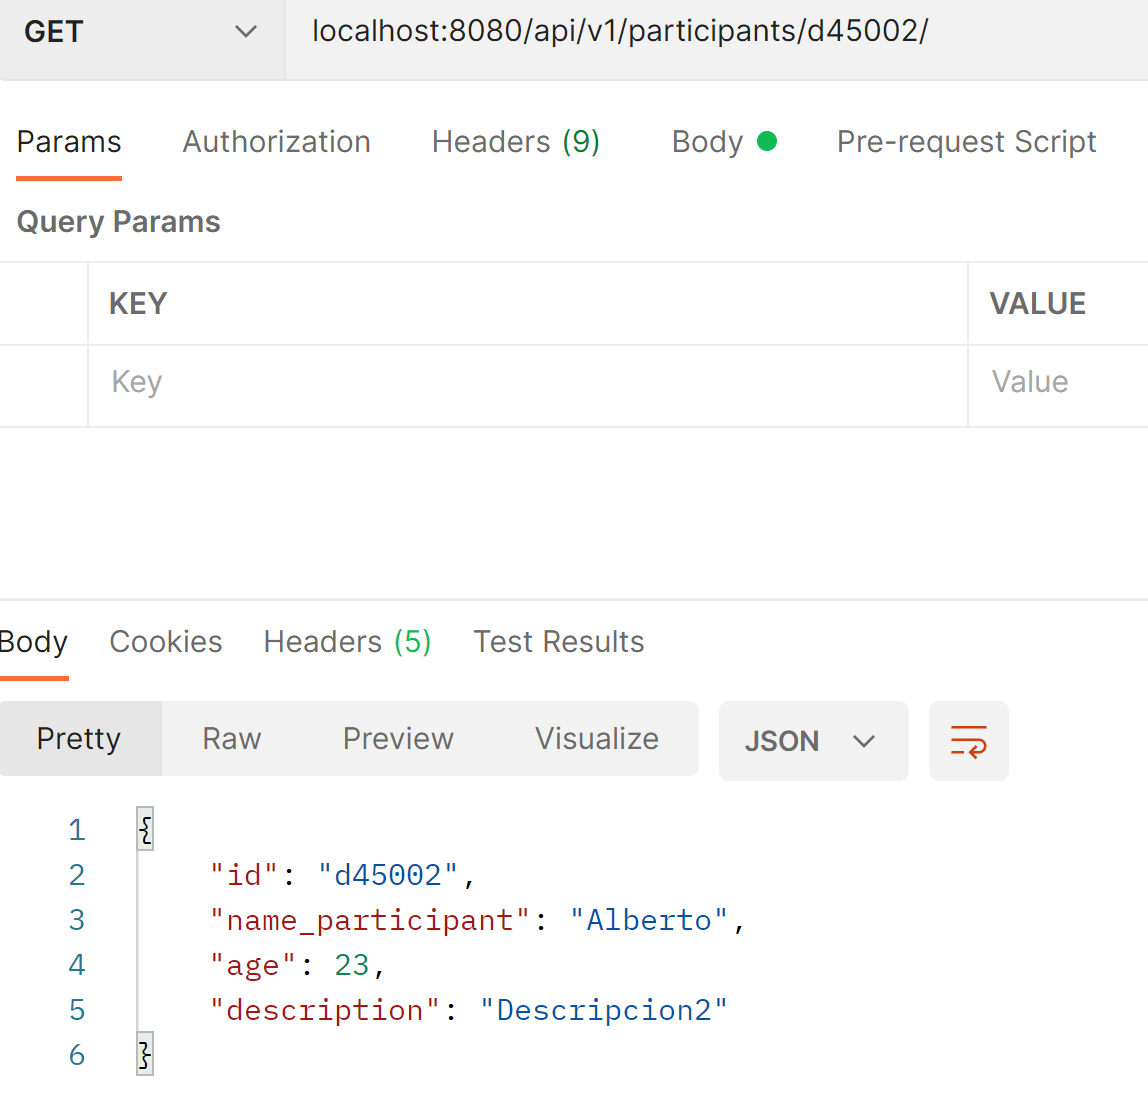 GET localhost:8080/api/v1/participants/d45002/
Params Authorization Headers (9) Body Pre-request Script
Query Params
KEY VALUE
Key Value
Body Cookies Headers (5) Test Results
Pretty Raw Preview Visualize JSON
1 {
2 "id": "d45002",
3 "name_participant": "Alberto",
4 "age": 23,
5 "description": "Descripcion2"
6 }